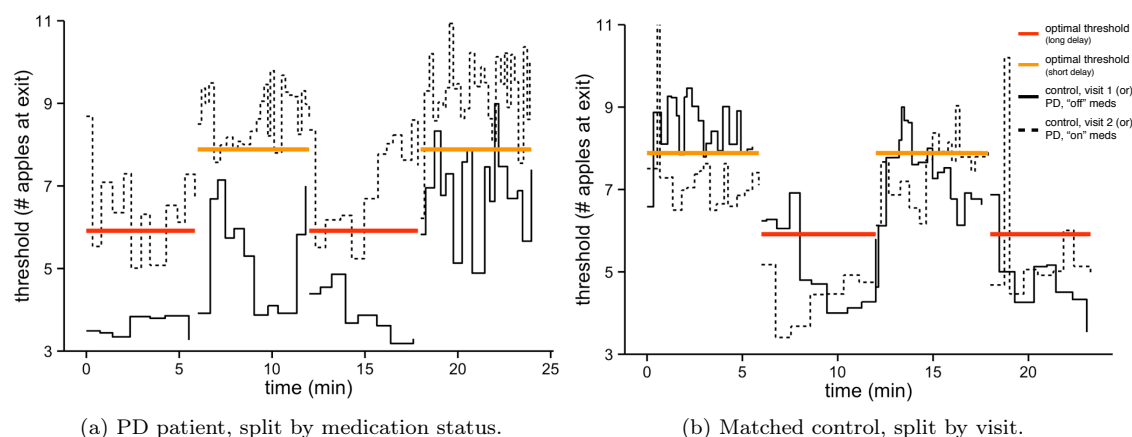 threshold (# apples at exit)
11
9
7
5
3
0
5
10
15
20
25
time (min)
(a) PD patient, split by medication status.
threshold (# apples at exit)
11
9
7
5
3
0
5
10
15
20
time (min)
optimal threshold
(long delay)
optimal threshold
(short delay)
control, visit 1 (or)
PD, “off” meds
control, visit 2 (or)
PD, “on” meds
(b) Matched control, split by visit.